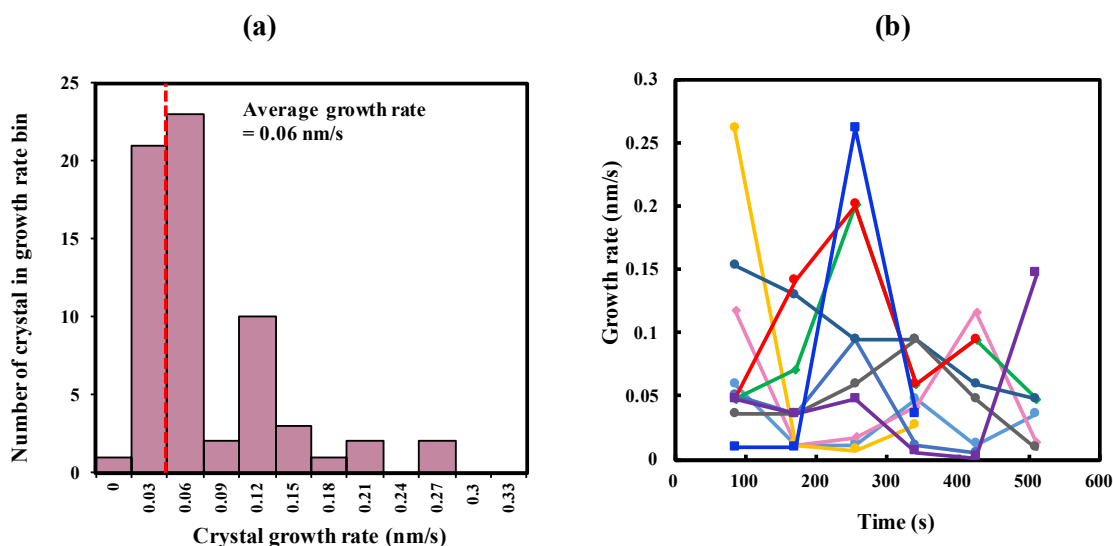 (a)
Number of crystal in growth rate bin
25
20
15
10
5
0
Average growth rate
= 0.06 nm/s
0
0.03
0.06
0.09
0.12
0.15
0.18
0.21
0.24
0.27
0.3
0.33
Crystal growth rate (nm/s)
(b)
Growth rate (nm/s)
0.3
0.25
0.2
0.15
0.1
0.05
0
0 100 200 300 400 500 600
Time (s)